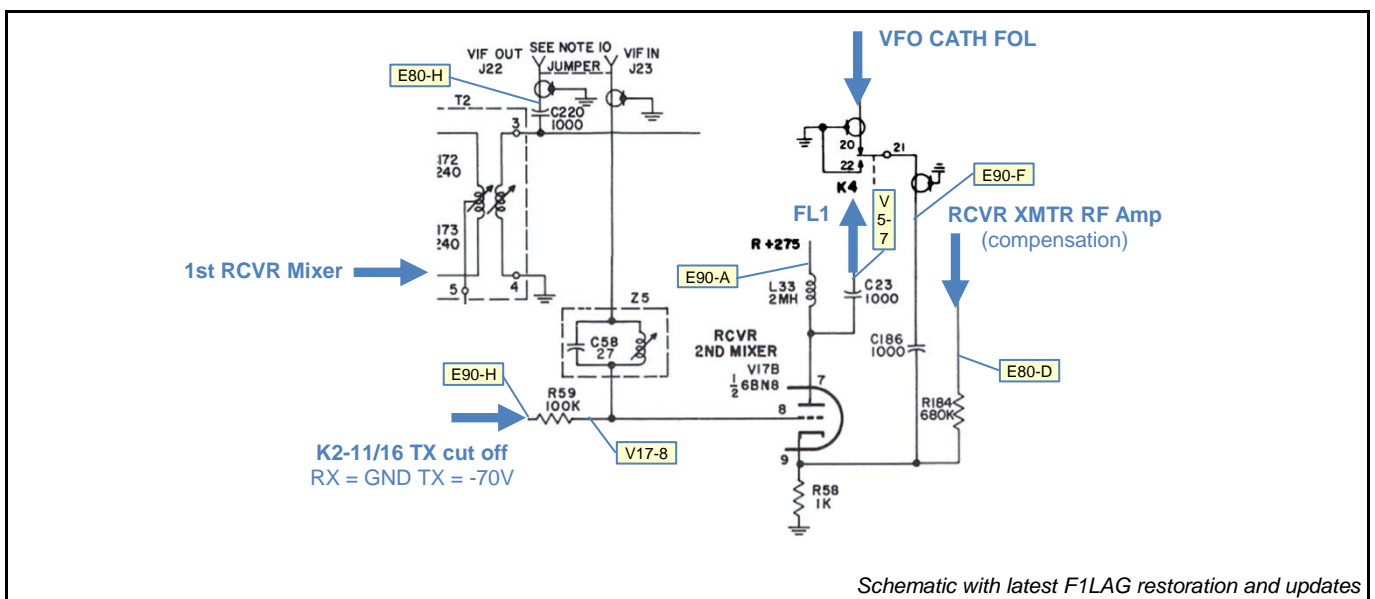 VFO CATH FOL
VIF OUT
J22
SEE NOTE 10
JUMPER
VIF IN
J23
E80-H
T2
3
C220
1000
172
240
173
240
5
4
1st RCVR Mixer
20
21
22
K4
E90-F
V
5-
7
FL1
RCVR XMTR RF Amp
(compensation)
R +275
E90-A
L33
2MH
C23
1000
Z5
C58
27
RCVR
2ND MIXER
V17B
½ 6BN8
7
8
9
C186
1000
E80-D
R184
680K
E90-H
R59
100K
V17-8
K2-11/16 TX cut off
RX = GND TX = -70V
R58
1K
Schematic with latest F1LAG restoration and updates